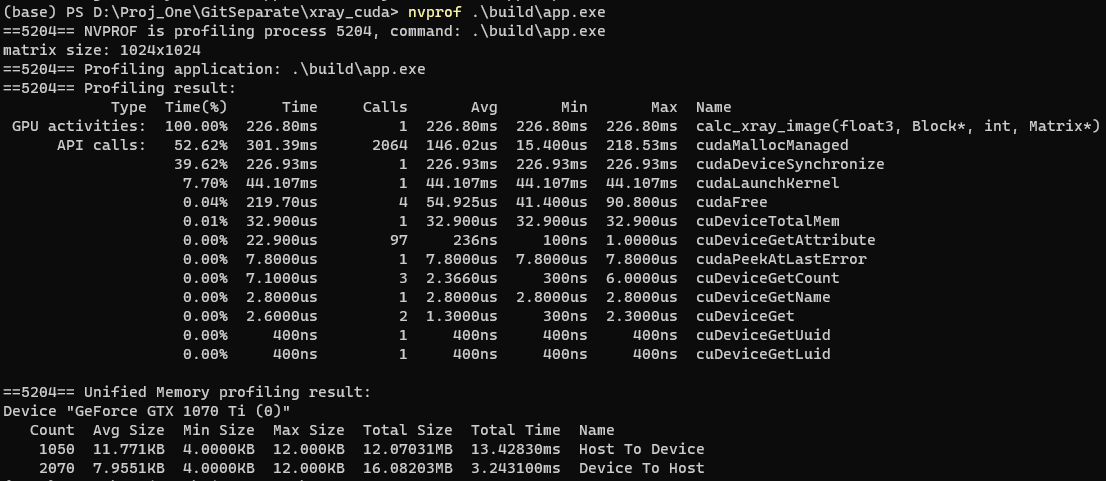 (base) PS D:\Proj_One\GitSeparate\xray_cuda> nvprof .\build\app.exe
==5204== NVPROF is profiling process 5204, command: .\build\app.exe
matrix size: 1024x1024
==5204== Profiling application: .\build\app.exe
==5204== Profiling result:
            Type  Time(%)      Time     Calls       Avg       Min       Max  Name
 GPU activities:  100.00%  226.80ms         1  226.80ms  226.80ms  226.80ms  calc_xray_image(float3, Block*, int, Matrix*)
      API calls:   52.62%  301.39ms      2064  146.02us  15.400us  218.53ms  cudaMallocManaged
                   39.62%  226.93ms         1  226.93ms  226.93ms  226.93ms  cudaDeviceSynchronize
                    7.70%  44.107ms         1  44.107ms  44.107ms  44.107ms  cudaLaunchKernel
                    0.04%  219.70us         4  54.925us  41.400us  90.800us  cudaFree
                    0.01%  32.900us         1  32.900us  32.900us  32.900us  cuDeviceTotalMem
                    0.00%  22.900us        97     236ns     100ns  1.0000us  cuDeviceGetAttribute
                    0.00%  7.8000us         1  7.8000us  7.8000us  7.8000us  cudaPeekAtLastError
                    0.00%  7.1000us         3  2.3660us     300ns  6.0000us  cuDeviceGetCount
                    0.00%  2.8000us         1  2.8000us  2.8000us  2.8000us  cuDeviceGetName
                    0.00%  2.6000us         2  1.3000us     300ns  2.3000us  cuDeviceGet
                    0.00%     400ns         1     400ns     400ns     400ns  cuDeviceGetUuid
                    0.00%     400ns         1     400ns     400ns     400ns  cuDeviceGetLuid
==5204== Unified Memory profiling result:
Device "GeForce GTX 1070 Ti (0)"
   Count  Avg Size  Min Size  Max Size  Total Size  Total Time  Name
    1050  11.771KB  4.0000KB  12.000KB  12.07031MB  13.42830ms  Host To Device
    2070  7.9551KB  4.0000KB  12.000KB  16.08203MB  3.243100ms  Device To Host